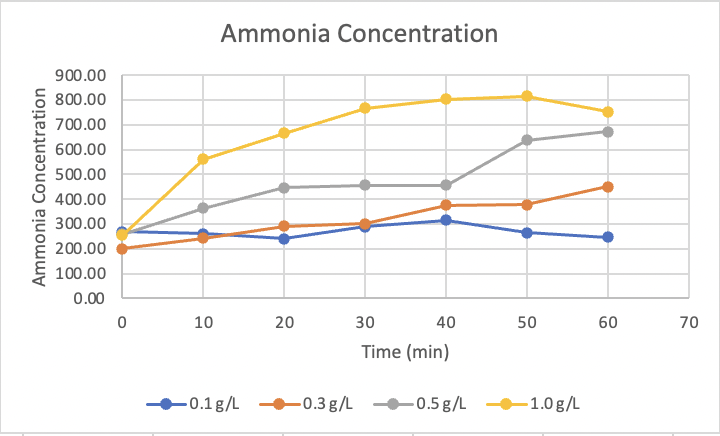 Ammonia Concentration
Ammonia Concentration
900.00
800.00
700.00
600.00
500.00
400.00
300.00
200.00
100.00
0.00
0 10 20 30 40 50 60 70
Time (min)
0.1 g/L 0.3 g/L 0.5 g/L 1.0 g/L